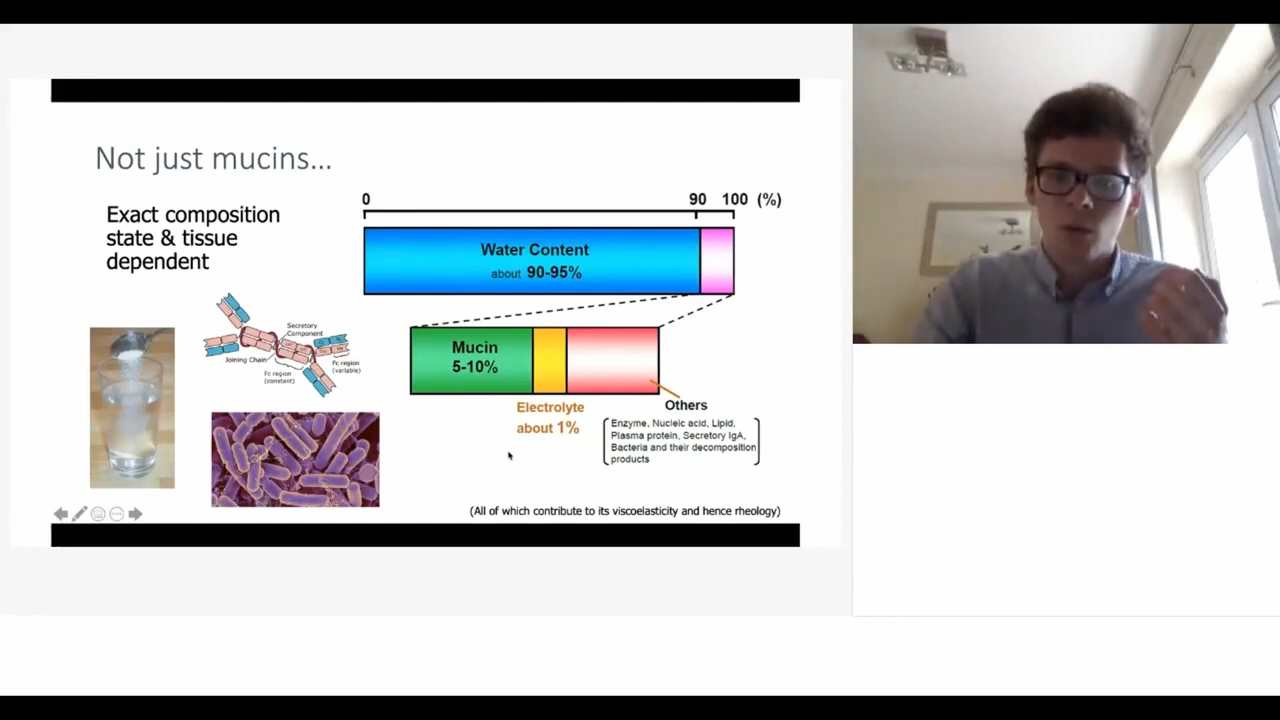 Not just mucins...
Exact composition
state & tissue
dependent
0 90 100 (%)
Water Content
about 90-95%
Mucin
5-10%
Electrolyte
about 1%
Others
Enzyme, Nucleic acid, Lipid,
Plasma protein, Secretory IgA,
Bacteria and their decomposition
products
Secretory
Component
Joining Chain
Fc region
(constant)
Fc region
(variable)
(All of which contribute to its viscoelasticity and hence rheology)